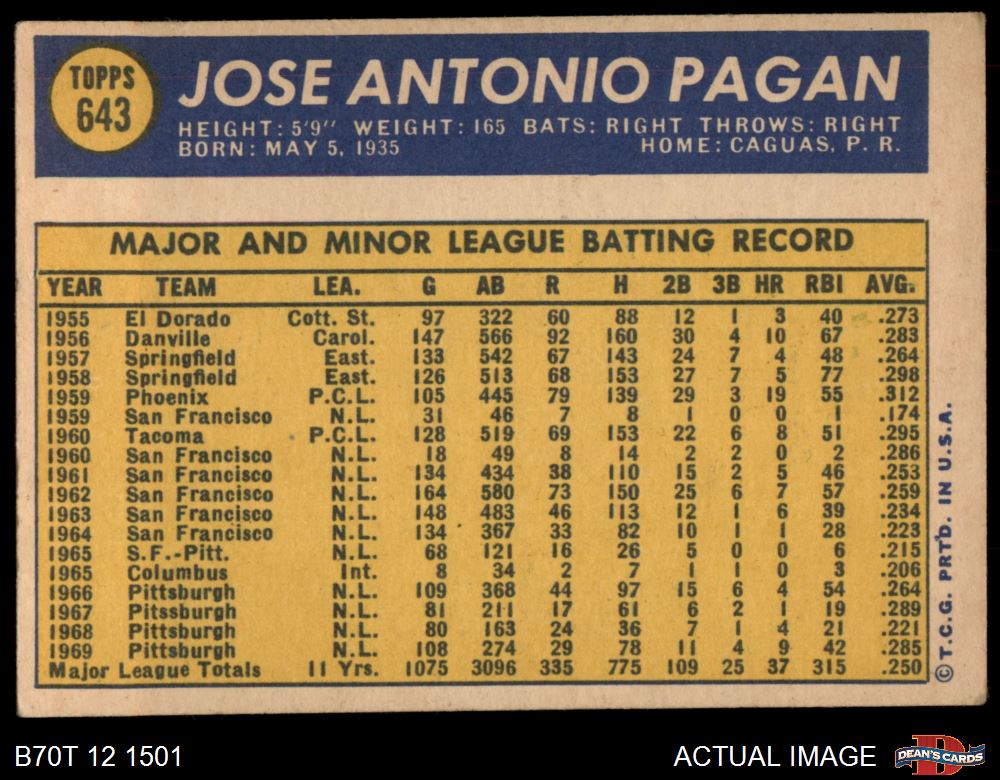 TOPPS
643
JOSE ANTONIO PAGAN
HEIGHT: 5'9" WEIGHT: 165 BATS: RIGHT THROWS: RIGHT
BORN: MAY 5, 1935 HOME: CAGUAS, P. R.
MAJOR AND MINOR LEAGUE BATTING RECORD
YEAR TEAM LEA. G AB R H 2B 3B HR RBI AVG.
1955 El Dorado Cott. St. 97 322 60 88 12 1 3 40 .273
1956 Danville Carol. 147 566 92 160 30 4 10 67 .283
1957 Springfield East. 133 542 67 143 24 7 4 48 .264
1958 Springfield East. 126 513 68 153 27 7 5 77 .298
1959 Phoenix P.C.L. 105 445 79 139 29 3 19 55 .312
1959 San Francisco N.L. 31 46 7 8 1 0 0 1 .174
1960 Tacoma P.C.L. 128 519 69 153 22 6 8 51 .295
1960 San Francisco N.L. 18 49 8 14 2 2 0 2 .286
1961 San Francisco N.L. 134 434 38 110 15 2 5 46 .253
1962 San Francisco N.L. 164 580 73 150 25 6 7 57 .259
1963 San Francisco N.L. 148 483 46 113 12 1 6 39 .234
1964 San Francisco N.L. 134 367 33 82 10 1 1 28 .223
1965 S.F.-Pitt. N.L. 68 121 16 26 5 0 0 6 .215
1965 Columbus Int. 8 34 2 7 1 1 0 3 .206
1966 Pittsburgh N.L. 109 368 44 97 15 6 4 54 .264
1967 Pitssburgh N.L. 81 211 17 61 6 2 1 19 .289
1968 Pittsburgh N.L. 80 163 24 36 7 1 4 21 .221
1969 Pittsburgh N.L. 108 274 29 78 11 4 9 42 .285
Major League Totals 11 Yrs. 1075 3096 335 775 109 25 37 315 .250
©T.C.G. PRT'D. IN U.S.A.
B70T 12 1501 ACTUAL IMAGE
D
DEAN'S CARDS